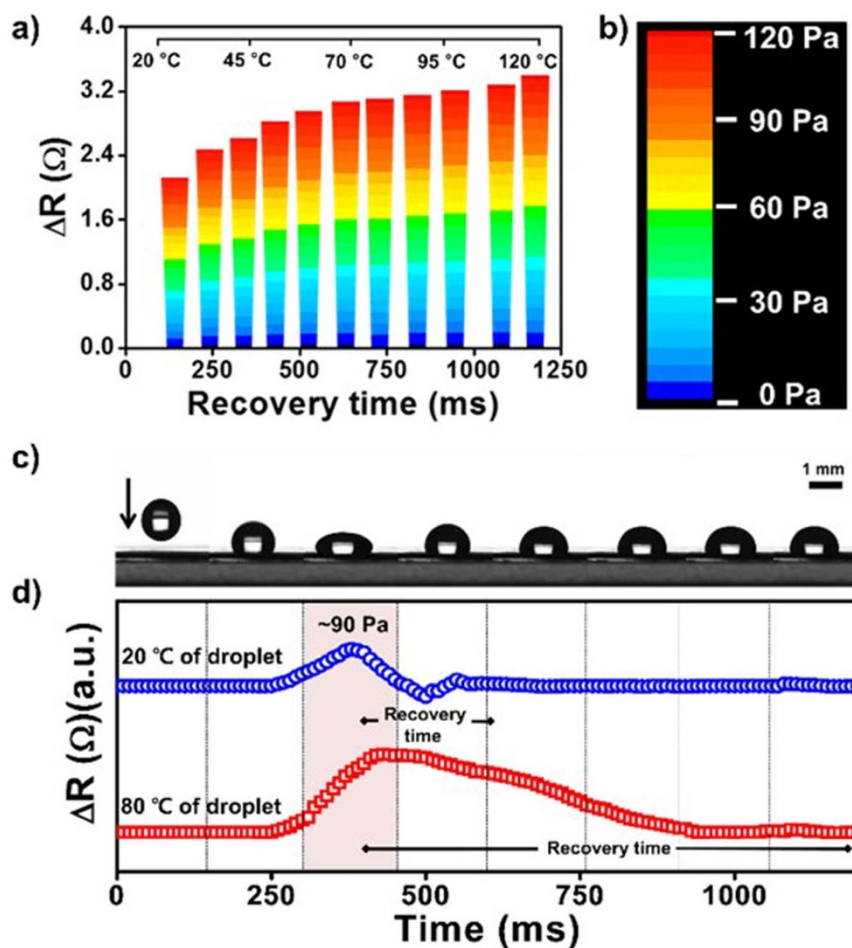 a)
4.0
3.2
2.4
1.6
0.8
0.0
ΔR (Ω)
20 °C 45 °C 70 °C 95 °C 120 °C
0 250 500 750 1000 1250
Recovery time (ms)
b)
120 Pa
90 Pa
60 Pa
30 Pa
0 Pa
c)
1 mm
d)
ΔR (Ω)(a.u.)
~90 Pa
20 °C of droplet
Recovery
time
80 °C of droplet
Recovery time
0 250 500 750 1000
Time (ms)